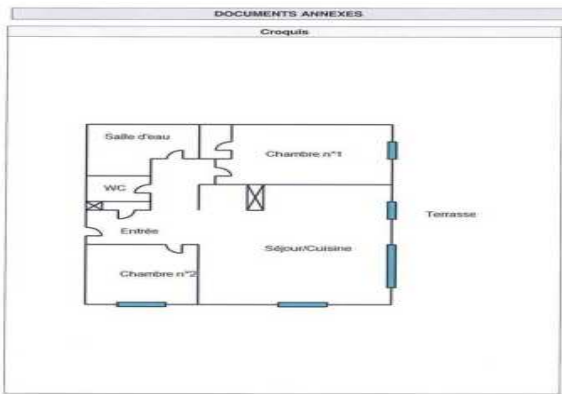 DOCUMENTS ANNEXES
Croquis
Salle d'eau
Chambre n°1
WC
Terrasse
Entrée
Séjour/Cuisine
Chambre n°2